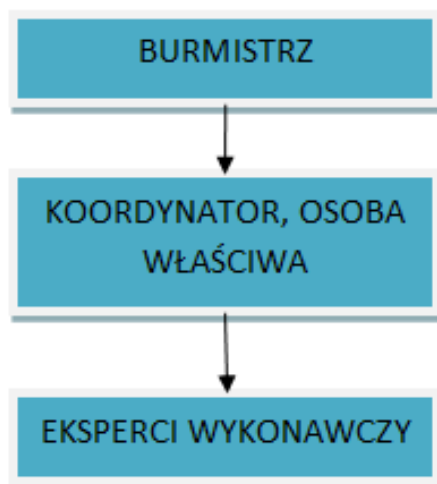 BURMISTRZ
KOORDYNATOR, OSOBA
WŁAŚCIWA
EKSPERCI WYKONAWCZY